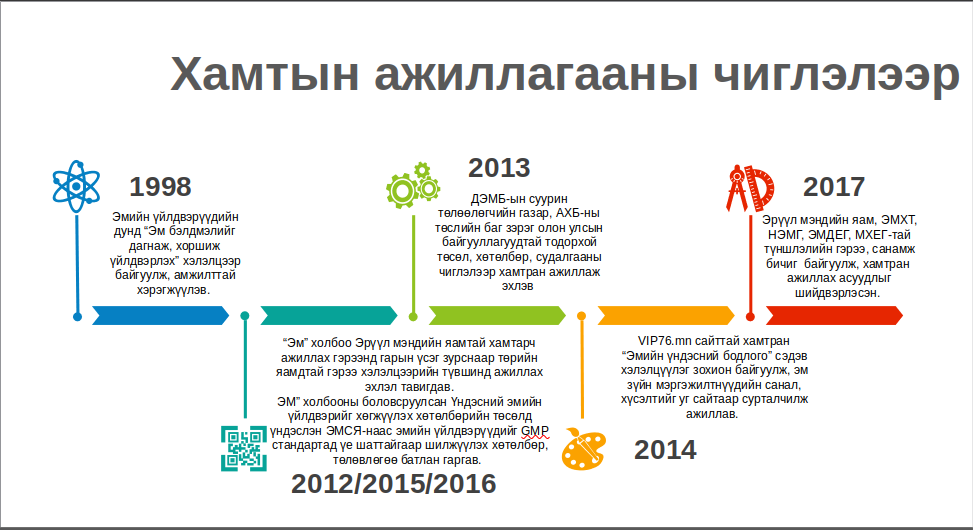 Хамтын ажиллагааны чиглэлээр
1998
Эмийн үйлдвэрүүдийн
дунд “Эм бэлдмэлийг
дагнаж, хоршиж
үйлдвэрлэх” хэлэлцээр
байгуулж, амжилттай
хэрэгжүүлэв.
2013
ДЭМБ-ын суурин
төлөөлөгчийн газар, АХБ-ны
төслийн баг зэрэг олон улсын
байгууллагуудтай тодорхой
төсөл, хөтөлбөр, судалгааны
чиглэлээр хамтран ажиллаж
эхлэв
2017
Эрүүл мэндийн яам, ЭМХТ,
НЭМГ, ЭМДЕГ, МХЕГ-тай
түншлэлийн гэрээ, санамж
бичиг байгуулж, хамтран
ажиллах асуудлыг
шийдвэрлэсэн.
“Эм” холбоо Эрүүл мэндийн яамтай хамтарч
ажиллах гэрээнд гарын үсэг зурснаар төрийн
яамдтай гэрээ хэлэлцээрийн түвшинд ажиллах
эхлэл тавигдав.
ЭМ” холбооны боловсруулсан Үндэсний эмийн
үйлдвэрийг хөгжүүлэх хөтөлбөрийн төсөлд
үндэслэн ЭМСЯ-наас эмийн үйлдвэрүүдийг GMP
стандартад үе шаттайгаар шилжүүлэх хөтөлбөр,
төлөвлөгөө батлан гаргав.
2012/2015/2016
VIP76.mn сайттай хамтран
“Эмийн үндэсний бодлого” сэдэв
хэлэлцүүлэг зохион байгуулж, эм
зүйн мэргэжилтнүүдийн санал,
хүсэлтийг уг сайтаар сурталчилж
ажиллав.
2014